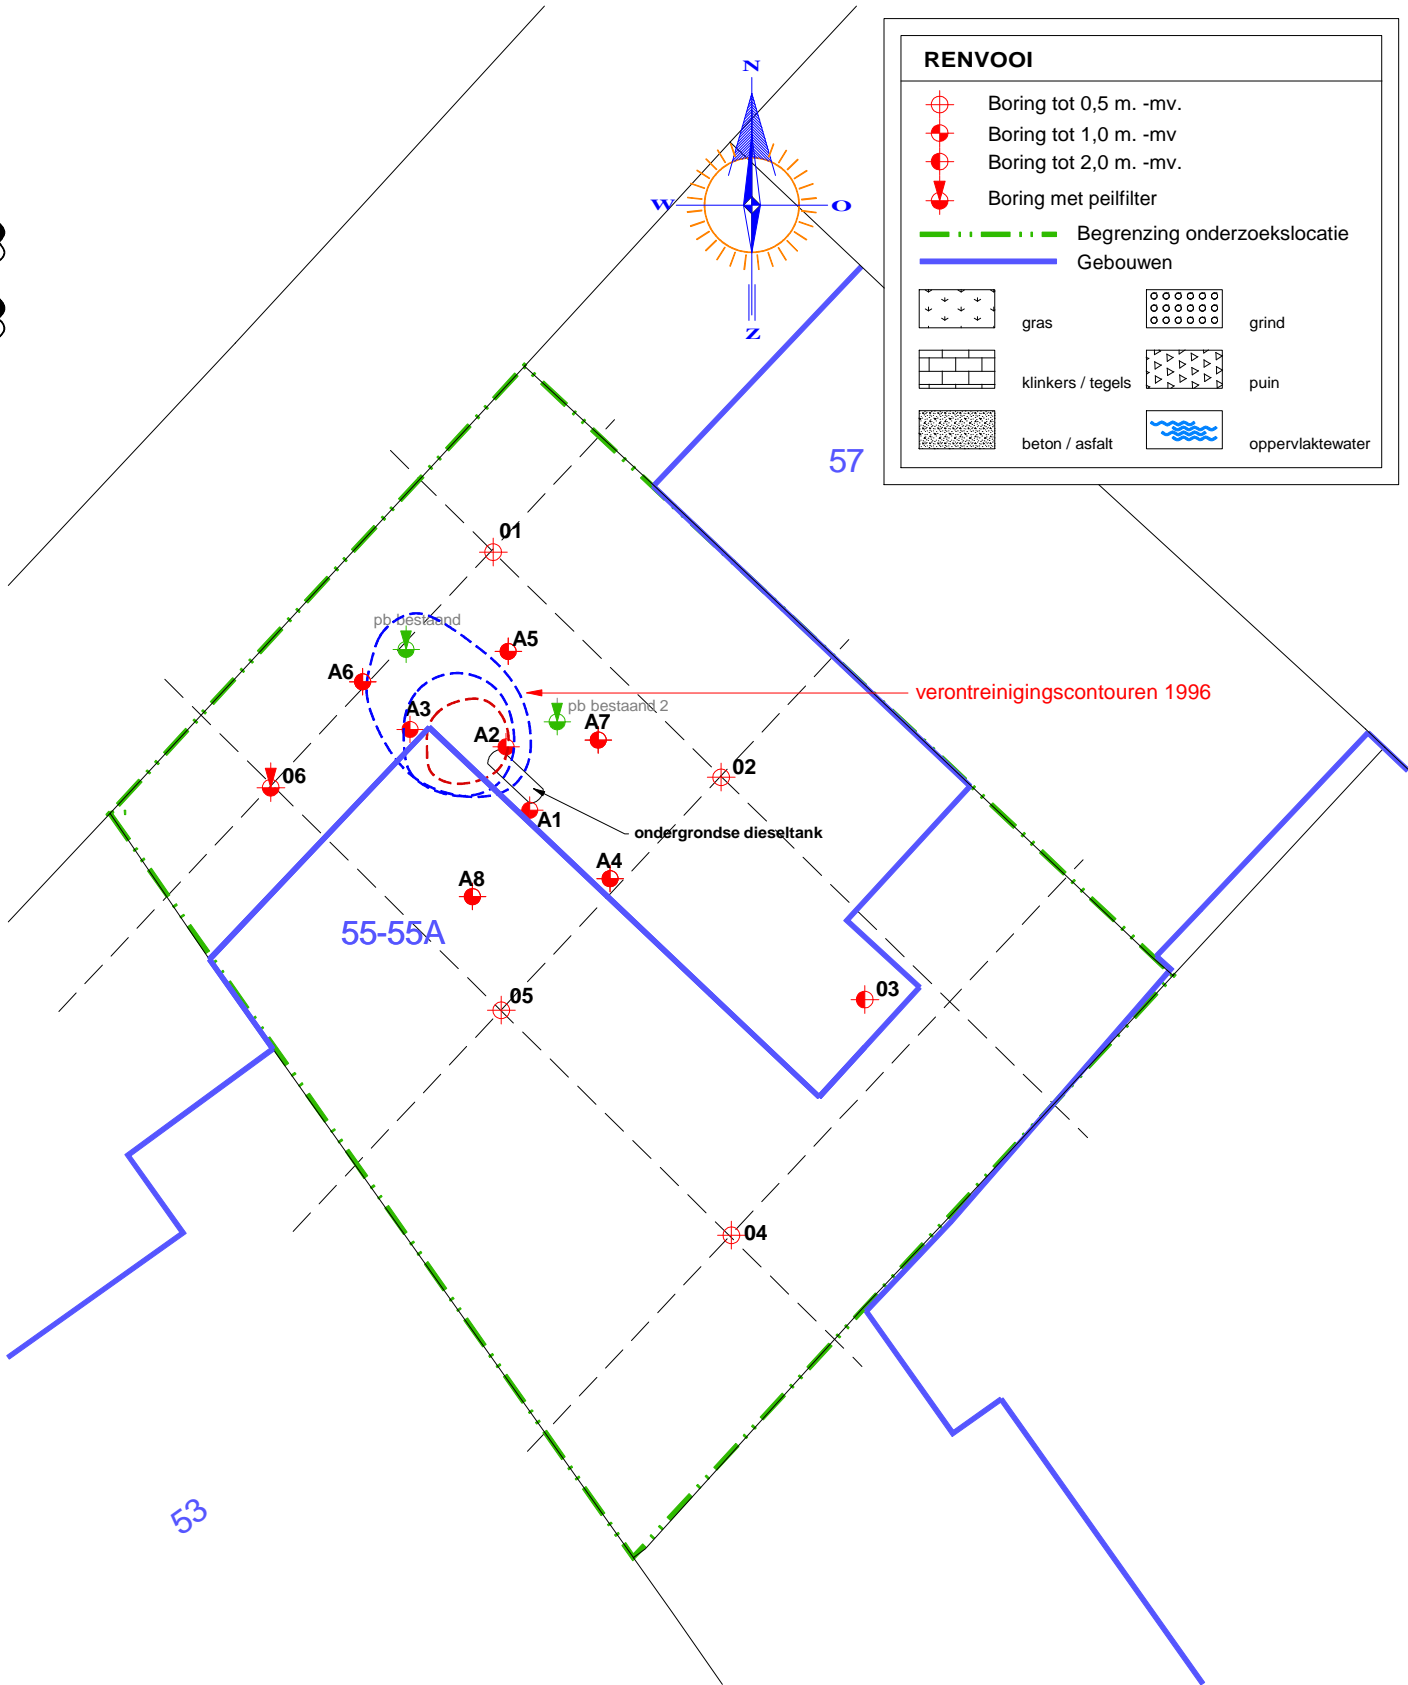 RENVOOI
Boring tot 0,5 m. -mv.
Boring tot 1,0 m. -mv
Boring tot 2,0 m. -mv.
Boring met peilfilter
Begrenzing onderzoekslocatie
Gebouwen
gras
grind
klinkers / tegels
puin
beton / asfalt
oppervlaktewater
N
W
O
Z
57
01
pb bestaand
A5
A6
verontreinigingscontouren 1996
pb bestaand 2
A3
A7
A2
02
06
A1
ondergrondse dieseltank
A4
A8
55-55A
03
05
04
53